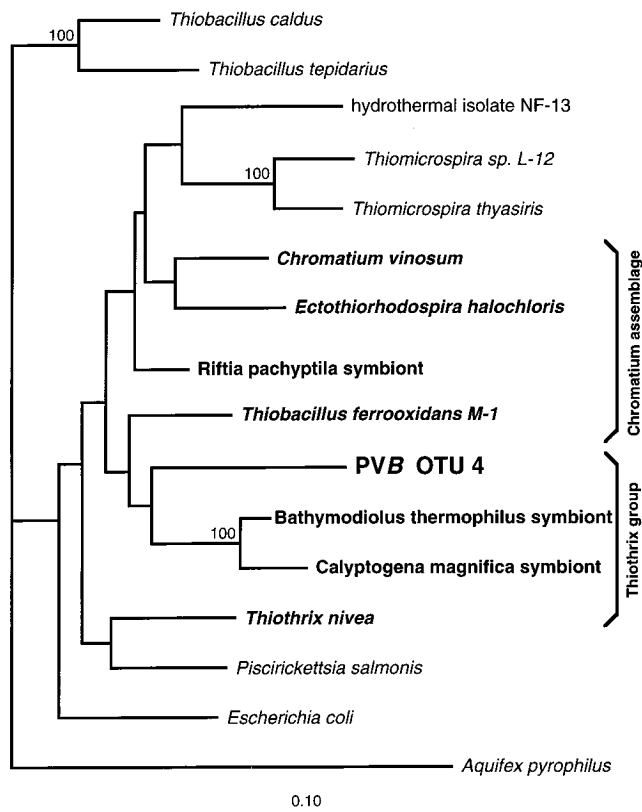 100
Thiobacillus caldus
Thiobacillus tepidarius
hydrothermal isolate NF-13
100
Thiomicrospira sp. L-12
Thiomicrospira thyasiris
Chromatium vinosum
Ectothiorhodospira halochloris
Riftia pachyptila symbiont
Thiobacillus ferrooxidans M-1
Chromatium assemblage
PVB OTU 4
100
Bathymodiolus thermophilus symbiont
Calyptogena magnifica symbiont
Thiothrix nivea
Thiothrix group
Piscirickettsia salmonis
Escherichia coli
Aquifex pyrophilus
0.10